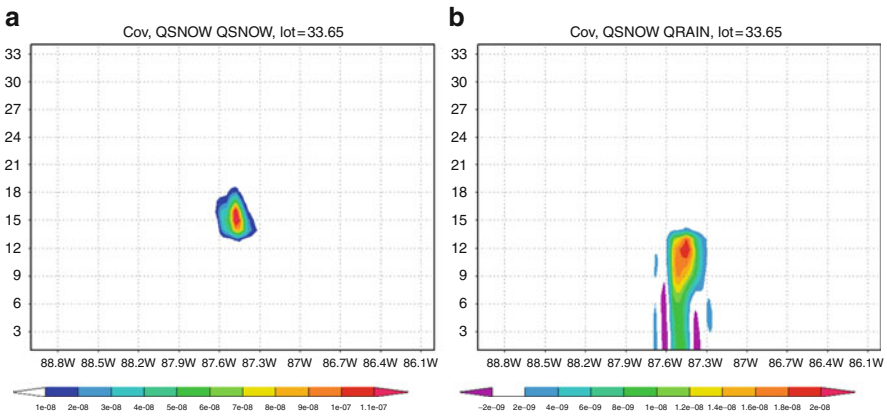 a
Cov, QSNOW QSNOW, lot=33.65
33
30
27
24
21
18
15
12
9
6
3
88.8W 88.5W 88.2W 87.9W 87.6W 87.3W 87W 86.7W 86.4W 86.1W
1e-08 2e-08 3e-08 4e-08 5e-08 6e-08 7e-08 8e-08 9e-08 1e-07 1.1e-07
b
Cov, QSNOW QRAIN, lot=33.65
33
30
27
24
21
18
15
12
9
6
3
88.8W 88.5W 88.2W 87.9W 87.6W 87.3W 87W 86.7W 86.4W 86.1W
−2e-09 2e-09 4e-09 6e-09 8e-09 1e-08 1.2e-08 1.4e-08 1.6e-08 1.8e-08 2e-08